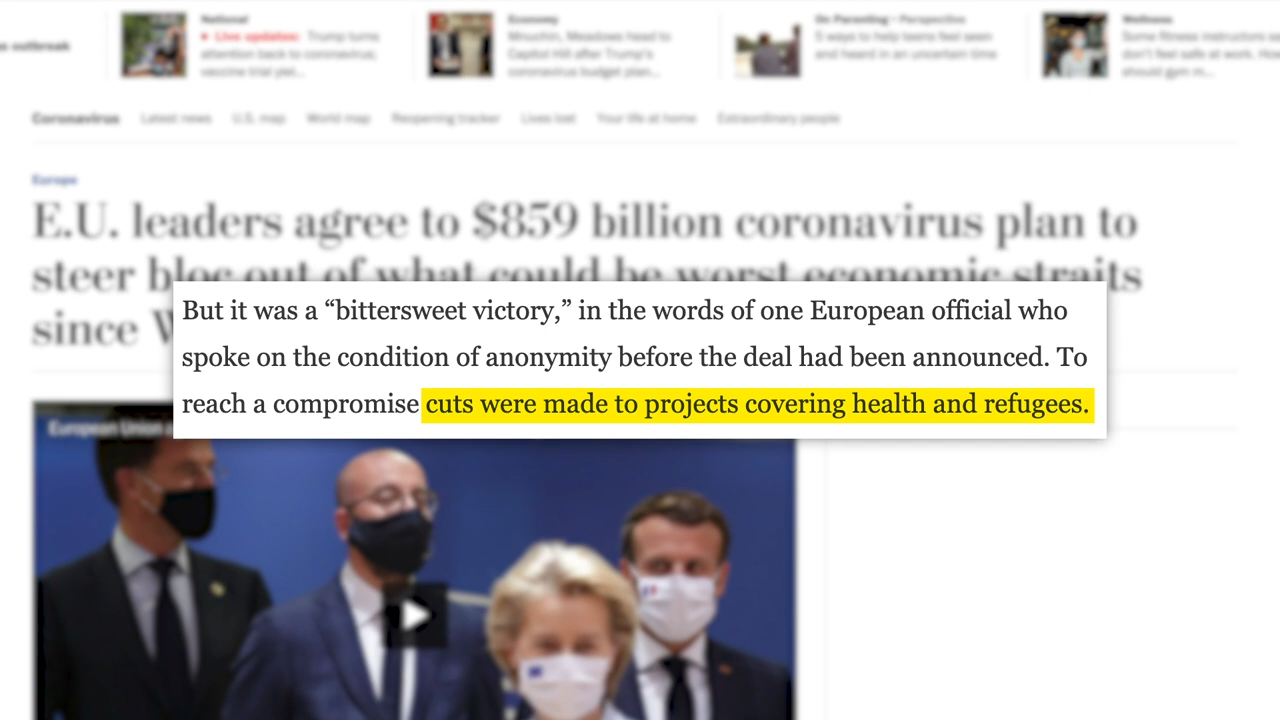 s outbreak
National
Live updates: Trump turns
attention back to coronavirus;
vaccine trial yiel...
Economy
Mnuchin, Meadows head to
Capitol Hill after Trump's
coronavirus budget plan...
On Parenting • Perspective
5 ways to help teens feel seen
and heard in an uncertain time
Wellness
Some fitness instructors sa
don't feel safe at work. How
should gym m...
Coronavirus Latest news U.S. map World map Reopening tracker Lives lost Your life at home Extraordinary people
Europe
E.U. leaders agree to $859 billion coronavirus plan to
steer bloc out of what could be worst economic straits
since W
But it was a “bittersweet victory,” in the words of one European official who
spoke on the condition of anonymity before the deal had been announced. To
reach a compromise cuts were made to projects covering health and refugees.
European Union